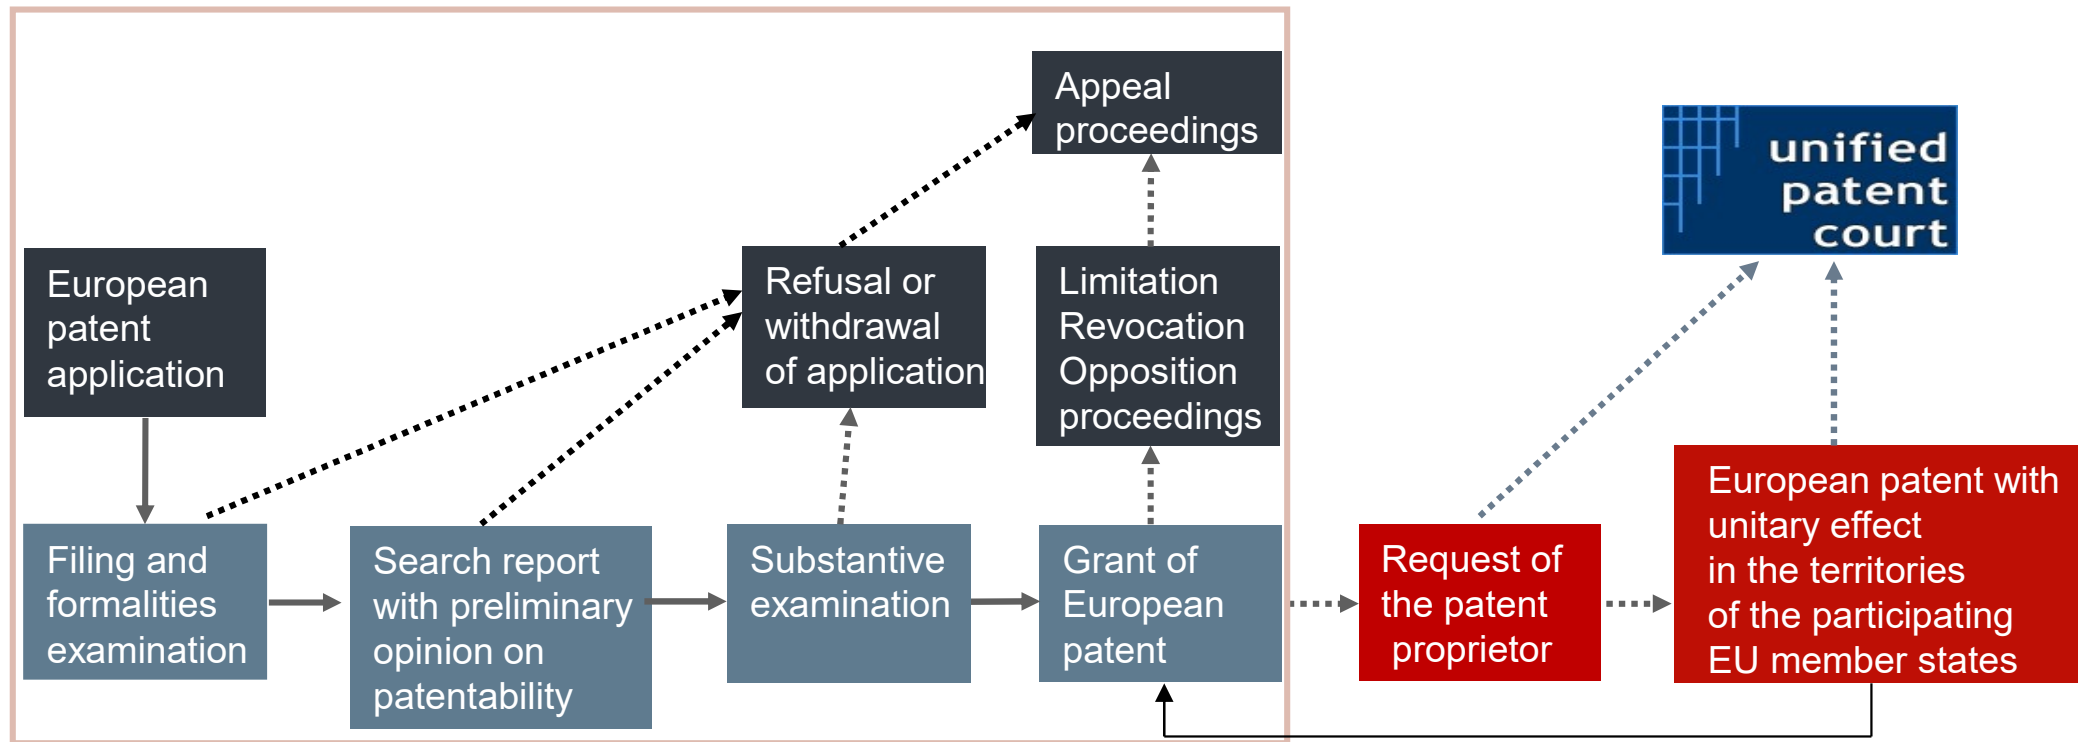 Appeal
proceedings
unified
patent
court
European
patent
application
Refusal or
withdrawal
of application
Limitation
Revocation
Opposition
proceedings
Filing and
formalities
examination
Search report
with preliminary
opinion on
patentability
Substantive
examination
Grant of
European
patent
Request of
the patent
proprietor
European patent with
unitary effect
in the territories
of the participating
EU member states